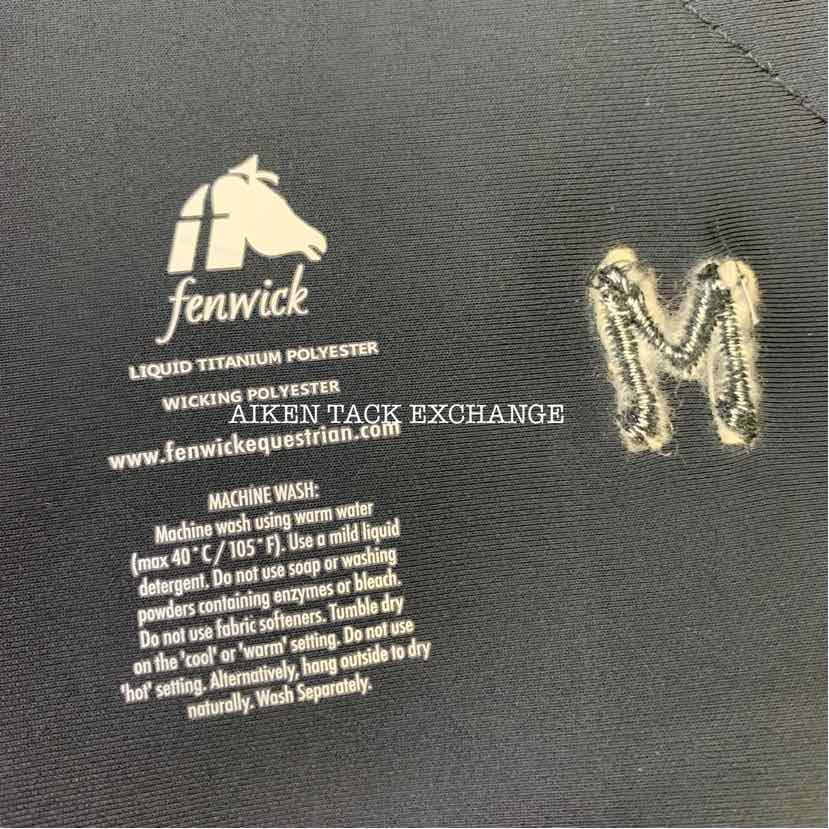 fenwick
LIQUID TITANIUM POLYESTER
WICKING POLYESTER
AIKEN TACK EXCHANGE
www.fenwickequestrian.com
MACHINE WASH:
Machine wash using warm water
(max 40°C/105°F). Use a mild liquid
detergent. Do not use soap or washing
powders containing enzymes or bleach.
Do not use fabric softeners. Tumble dry
on the 'cool' or 'warm' setting. Do not use
'hot' setting. Alternatively, hang outside to dry
naturally. Wash Separately.
M